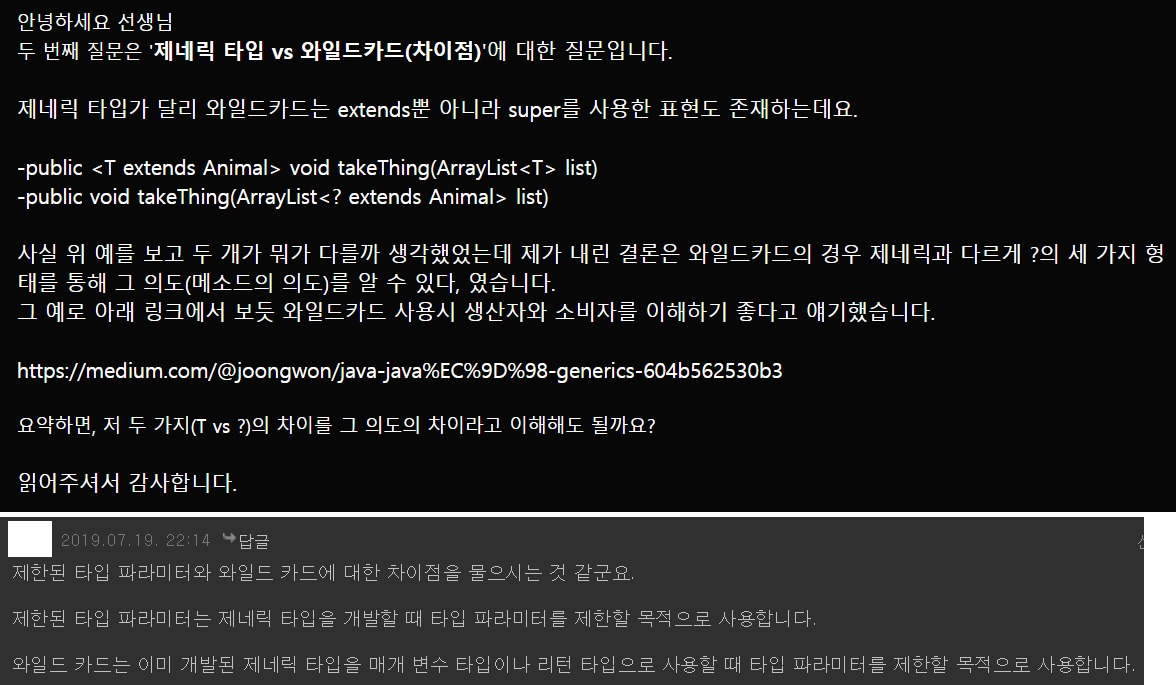 안녕하세요 선생님
두 번째 질문은 '제네릭 타입 vs 와일드카드(차이점)'에 대한 질문입니다.
제네릭 타입가 달리 와일드카드는 extends뿐 아니라 super를 사용한 표현도 존재하는데요.
-public <T extends Animal> void takeThing(ArrayList<T> list)
-public void takeThing(ArrayList<? extends Animal> list)
사실 위 예를 보고 두 개가 뭐가 다를까 생각했었는데 제가 내린 결론은 와일드카드의 경우 제네릭과 다르게 ?의 세 가지 형
태를 통해 그 의도(메소드의 의도)를 알 수 있다, 였습니다.
그 예로 아래 링크에서 보듯 와일드카드 사용시 생산자와 소비자를 이해하기 좋다고 얘기했습니다.
https://medium.com/@joongwon/java-java%EC%9D%98-generics-604b562530b3
요약하면, 저 두 가지(T vs ?)의 차이를 그 의도의 차이라고 이해해도 될까요?
읽어주셔서 감사합니다.
2019.07.19. 22:14 답글
제한된 타입 파라미터와 와일드 카드에 대한 차이점을 물으시는 것 같군요.
제한된 타입 파라미터는 제네릭 타입을 개발할 때 타입 파라미터를 제한할 목적으로 사용합니다.
와일드 카드는 이미 개발된 제네릭 타입을 매개 변수 타입이나 리턴 타입으로 사용할 때 타입 파라미터를 제한할 목적으로 사용합니다.